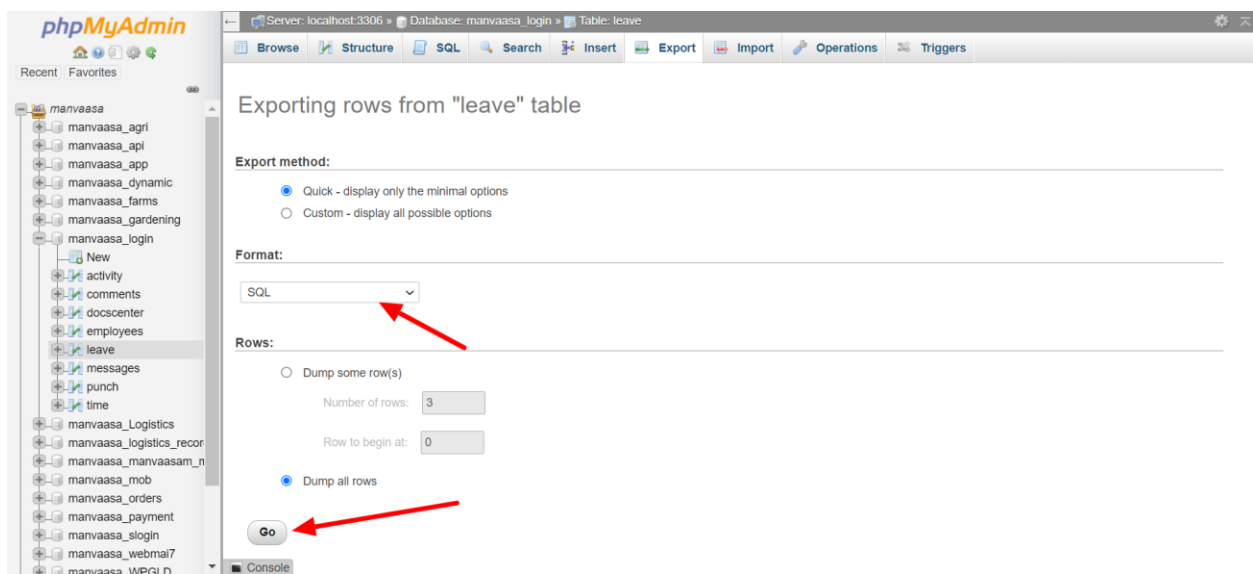 phpMyAdmin
Recent Favorites
manvaasa
manvaasa_agri
manvaasa_api
manvaasa_app
manvaasa_dynamic
manvaasa_farms
manvaasa_gardening
manvaasa_login
New
activity
comments
docscenter
employees
leave
messages
punch
time
manvaasa_Logistics
manvaasa_logistics_recor
manvaasa_manvaasam_n
manvaasa_mob
manvaasa_orders
manvaasa_payment
manvaasa_slogin
manvaasa_webmai7
manvaasa_WPGLD
Server: localhost:3306 » Database: manvaasa_login » Table: leave
Browse Structure SQL Search Insert Export Import Operations Triggers
Exporting rows from "leave" table
Export method:
Quick - display only the minimal options
Custom - display all possible options
Format:
SQL
Rows:
Dump some row(s)
Number of rows: 3
Row to begin at: 0
Dump all rows
Go
Console